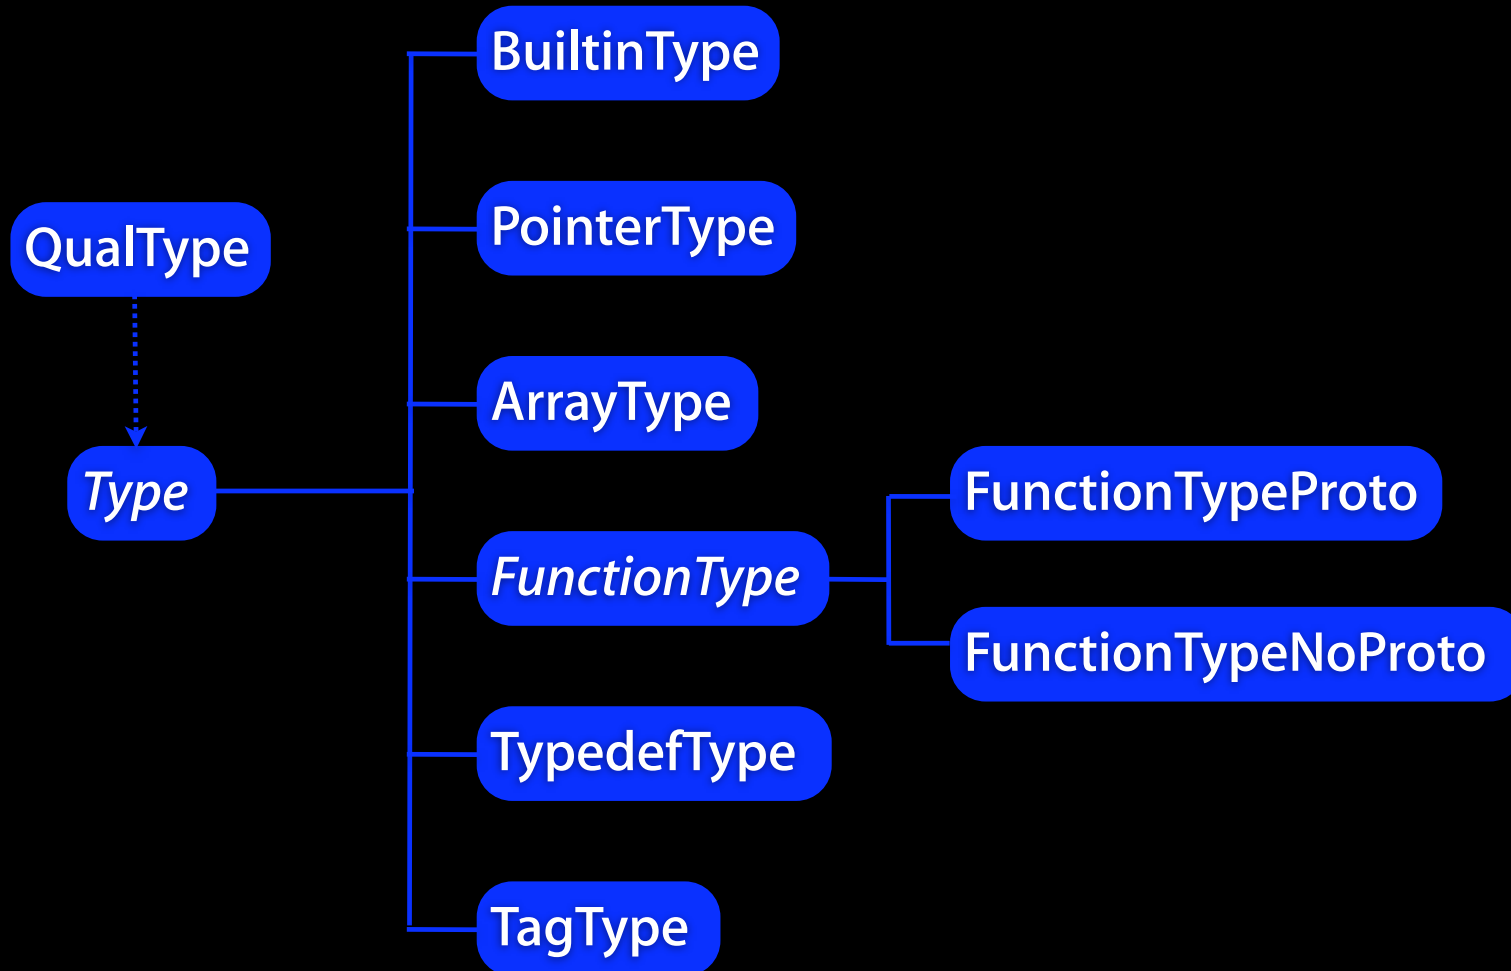 BuiltinType
PointerType
QualType
ArrayType
Type
FunctionTypeProto
FunctionType
FunctionTypeNoProto
TypedefType
TagType